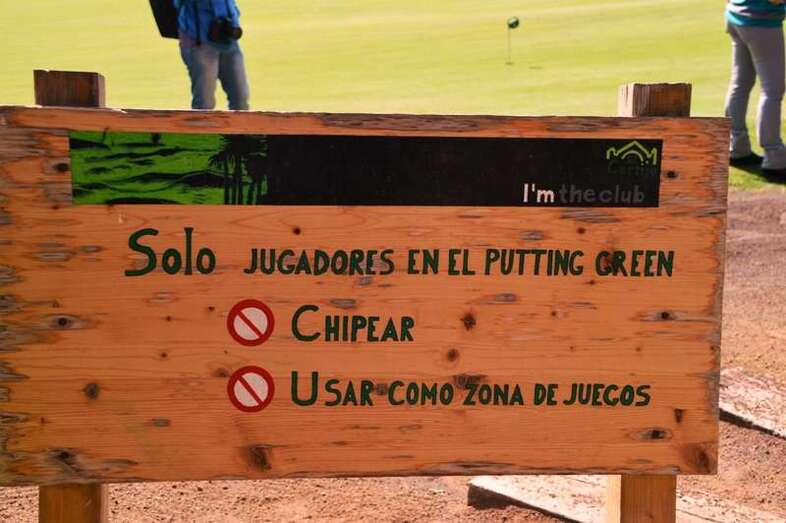 I'm the club
Solo JUGADORES EN EL PUTTING GREEN
CHIPEAR
USAR COMO ZONA DE JUEGOS